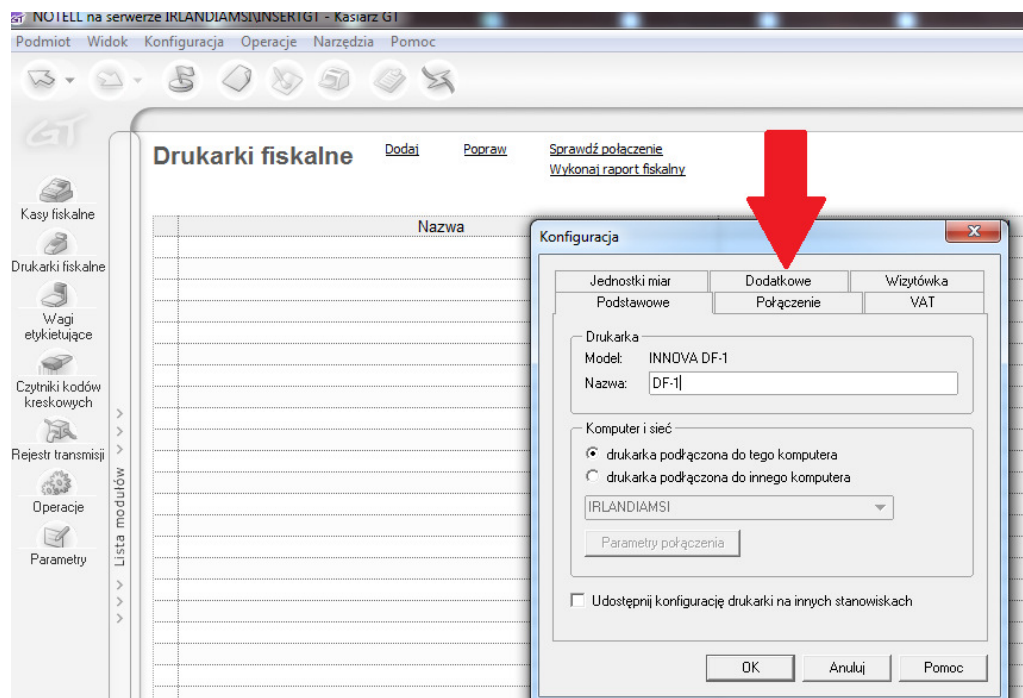 NOTELL na serwerze IRLANDIAMSI\INSERTGT - Kasiarz GT
Podmiot Widok Konfiguracja Operacje Narzędzia Pomoc
GT
Drukarki fiskalne
Dodaj Popraw Sprawdź połaczenie
Wykonaj raport fiskalny
Kasy fiskalne
Drukarki fiskalne
Wagi
etykietujące
Czytniki kodów
kreskowych
Rejestr transmisji
Operacje
Parametry
Lista modułów
Nazwa
Konfiguracja
Jednostki miar Dodatkowe Wizytówka
Podstawowe Połączenie VAT
Drukarka
Model: INNOVA DF-1
Nazwa: DF-1
Komputer i sieć
drukarka podłączona do tego komputera
drukarka podłączona do innego komputera
IRLANDIAMSI
Parametry połączenia
Udostępnij konfigurację drukarki na innych stanowiskach
OK Anuluj Pomoc